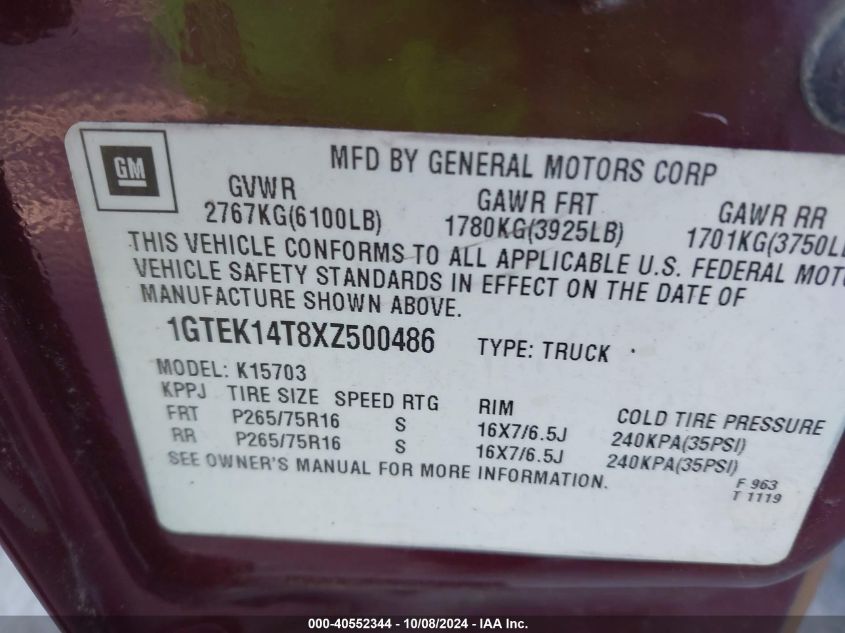 GM
MFD BY GENERAL MOTORS CORP
GVWR GAWR FRT GAWR RR
2767KG(6100LB) 1780KG(3925LB) 1701KG(3750L
THIS VEHICLE CONFORMS TO ALL APPLICABLE U.S. FEDERAL MOT
VEHICLE SAFETY STANDARDS IN EFFECT ON THE DATE OF
MANUFACTURE SHOWN ABOVE.
1GTEK14T8XZ500486 TYPE: TRUCK
MODEL: K15703
KPPJ TIRE SIZE SPEED RTG RIM COLD TIRE PRESSURE
FRT P265/75R16 S 16X7/6.5J 240KPA(35PSI)
RR P265/75R16 S 16X7/6.5J 240KPA(35PSI)
SEE OWNER'S MANUAL FOR MORE INFORMATION.
F 963
T 1119
000-40552344 - 10/08/2024 - IAA Inc.